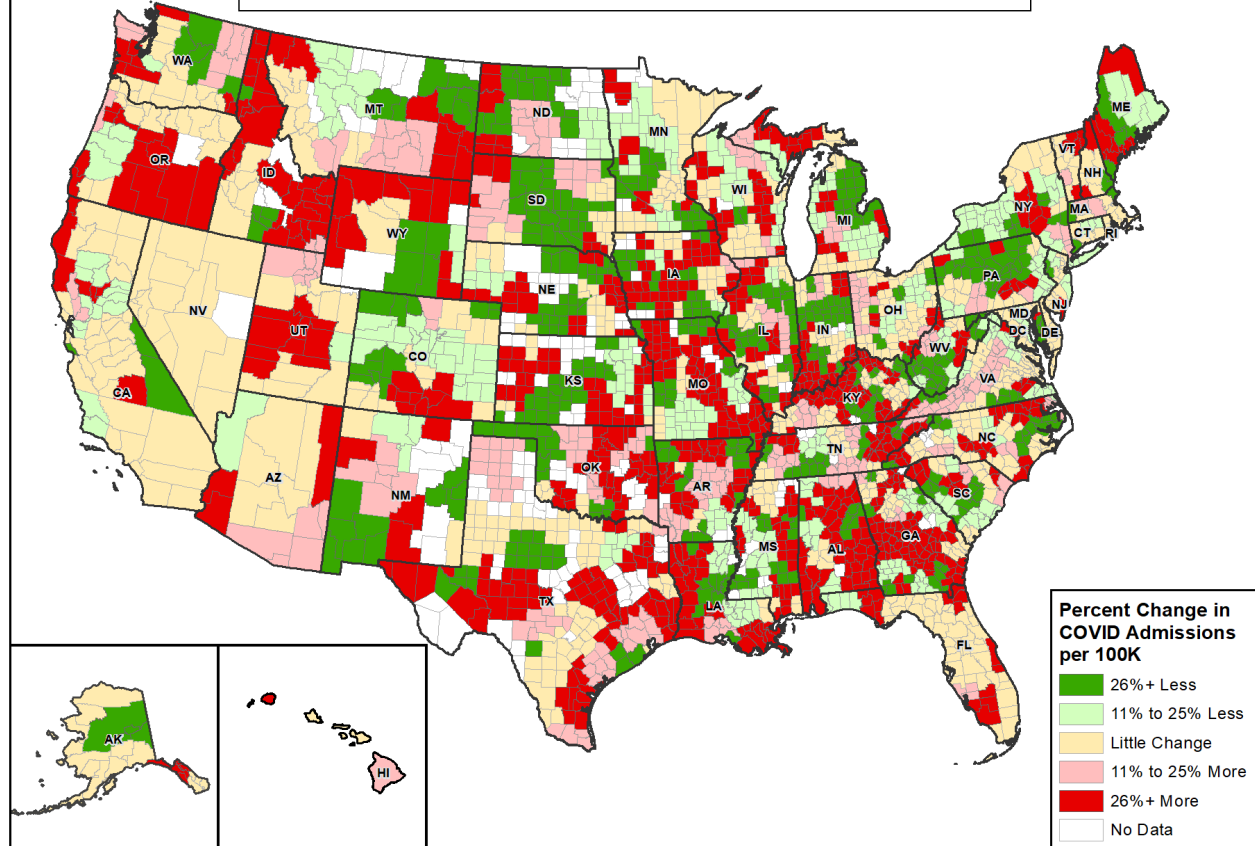 WA
MT
ND
MN
ME
OR
ID
SD
WI
MI
VT
NH
NY
MA
CT
RI
WY
NE
IA
PA
NJ
NV
UT
CO
IL
IN
OH
MD
DC
DE
WV
VA
CA
KS
MO
KY
AZ
NM
OK
AR
TN
NC
SC
MS
AL
GA
TX
LA
FL
AK
HI
Percent Change in
COVID Admissions
per 100K
26%+ Less
11% to 25% Less
Little Change
11% to 25% More
26%+ More
No Data